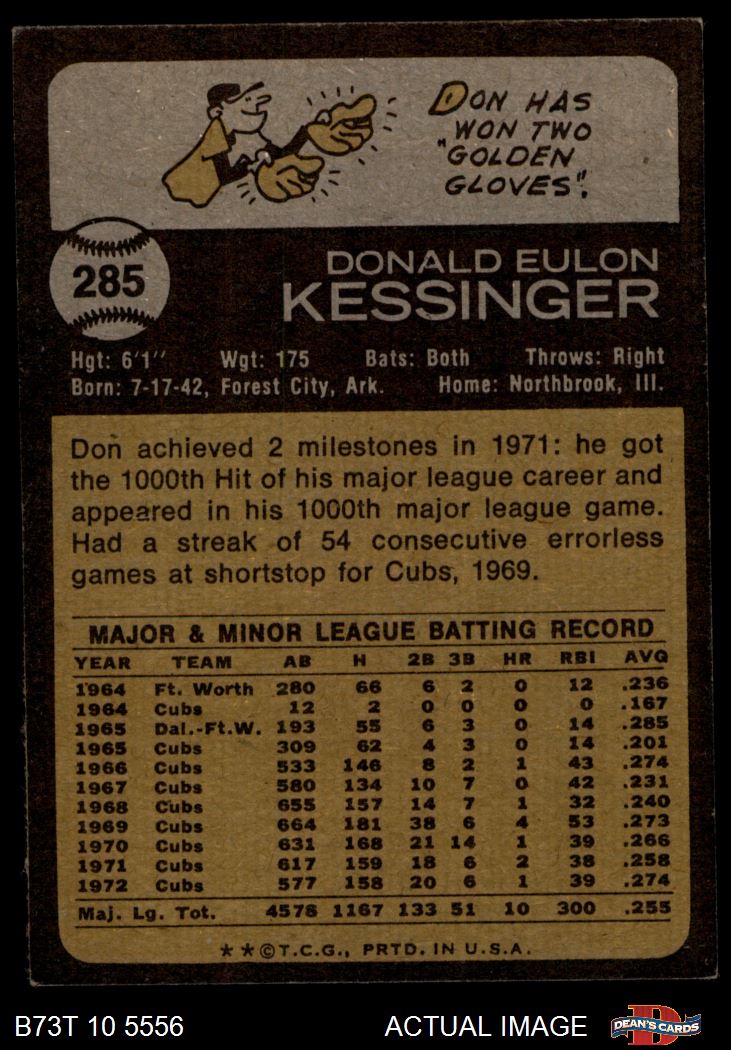 DON HAS
WON TWO
"GOLDEN
GLOVES".
285
DONALD EULON
KESSINGER
Hgt: 6'1" Wgt: 175 Bats: Both Throws: Right
Born: 7-17-42, Forest City, Ark. Home: Northbrook, Ill.
Don achieved 2 milestones in 1971: he got
the 1000th Hit of his major league career and
appeared in his 1000th major league game.
Had a streak of 54 consecutive errorless
games at shortstop for Cubs, 1969.
MAJOR & MINOR LEAGUE BATTING RECORD
YEAR TEAM AB H 2B 3B HR RBI AVG
1964 Ft. Worth 280 66 6 2 0 12 .236
1964 Cubs 12 2 0 0 0 0 .167
1965 Dal.-Ft.W. 193 55 6 3 0 14 .285
1965 Cubs 309 62 4 3 0 14 .201
1966 Cubs 533 146 8 2 1 43 .274
1967 Cubs 580 134 10 7 0 42 .231
1968 Cubs 655 157 14 7 1 32 .240
1969 Cubs 664 181 38 6 4 53 .273
1970 Cubs 631 168 21 14 1 39 .266
1971 Cubs 617 159 18 6 2 38 .258
1972 Cubs 577 158 20 6 1 39 .274
Maj. Lg. Tot. 4578 1167 133 51 10 300 .255
★★©T.C.G., PRTD. IN U.S.A.
B73T 10 5556 ACTUAL IMAGE D DEAN'S CARDS